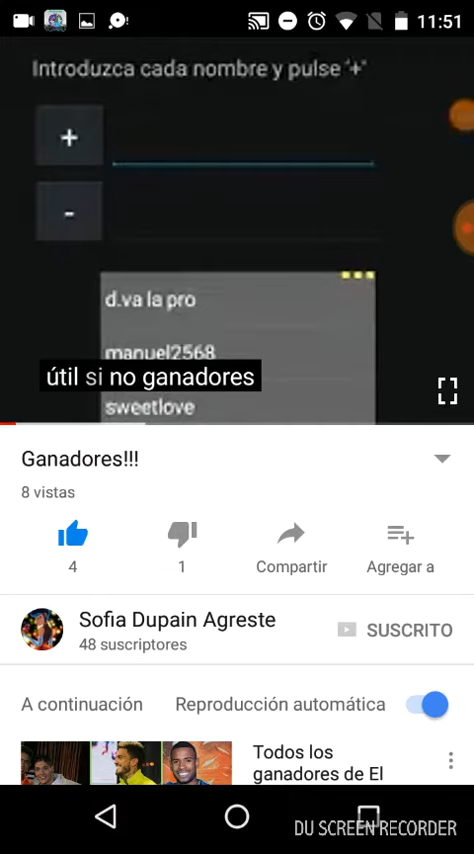 11:51
Introduzca cada nombre y pulse '+'
+
-
d.va la pro
manuel2568
útil si no ganadores
sweetlove
Ganadores!!!
8 vistas
4
1
Compartir
Agregar a
Sofia Dupain Agreste
48 suscriptores
SUSCRITO
A continuación
Reproducción automática
Todos los
ganadores de El
DU SCREEN RECORDER